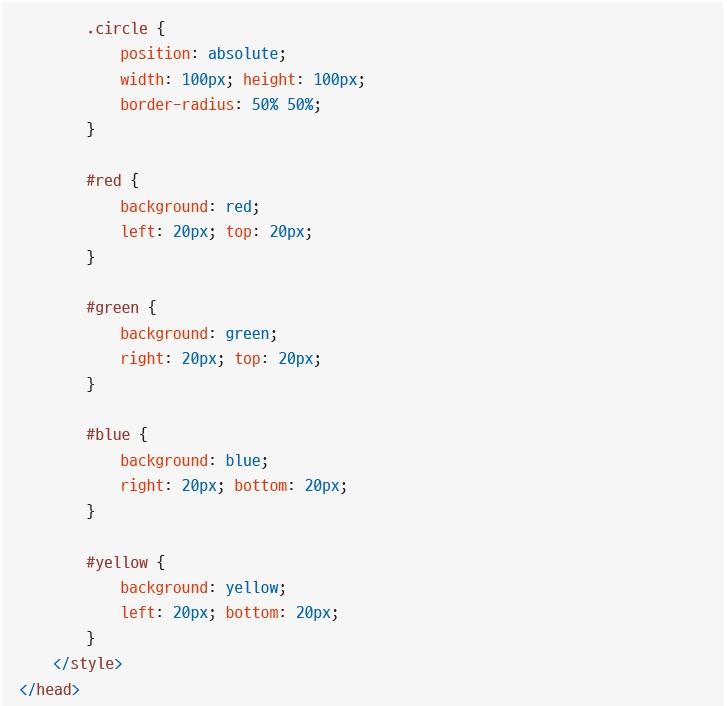 .circle {
position: absolute;
width: 100px; height: 100px;
border-radius: 50% 50%;
}
#red {
background: red;
left: 20px; top: 20px;
}
#green {
background: green;
right: 20px; top: 20px;
}
#blue {
background: blue;
right: 20px; bottom: 20px;
}
#yellow {
background: yellow;
left: 20px; bottom: 20px;
}
</style>
</head>